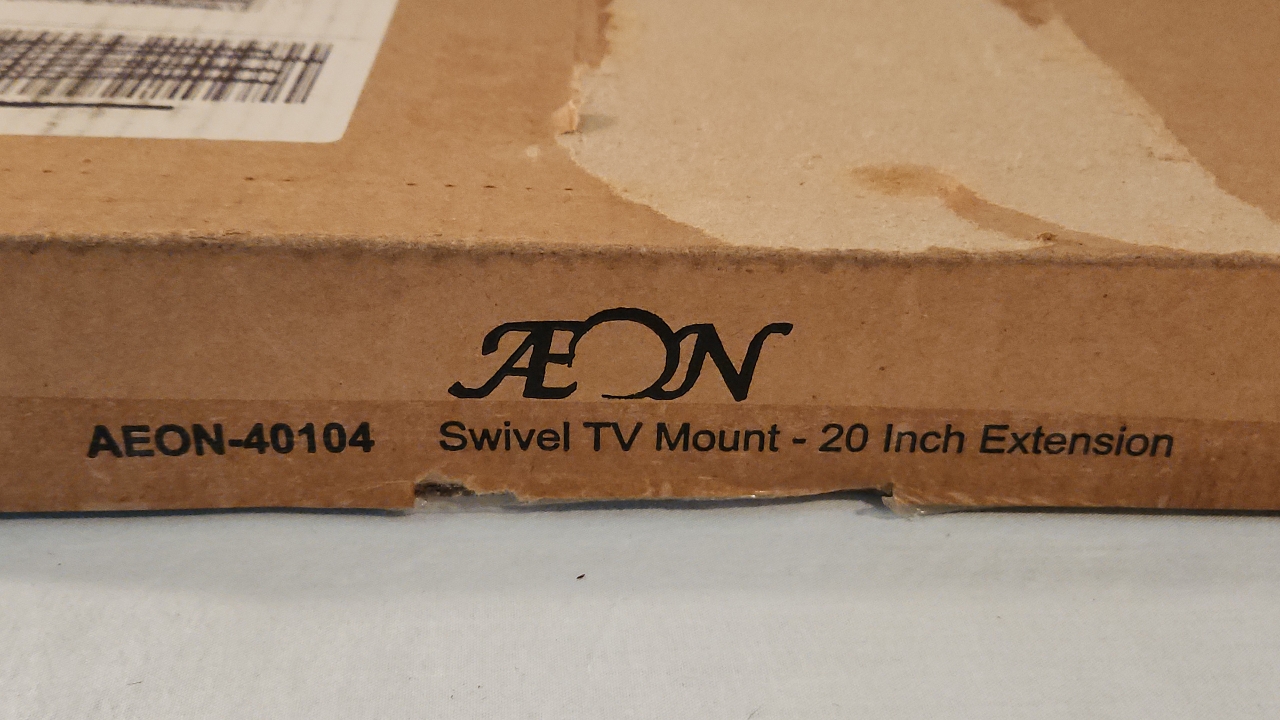 ÆON
AEON-40104 Swivel TV Mount - 20 Inch Extension